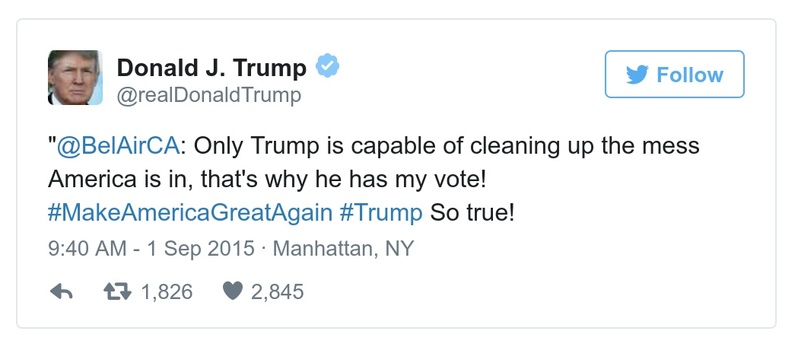 Donald J. Trump
@realDonaldTrump
Follow
"@BelAirCA: Only Trump is capable of cleaning up the mess
America is in, that's why he has my vote!
#MakeAmericaGreatAgain #Trump So true!
9:40 AM - 1 Sep 2015 · Manhattan, NY
1,826 2,845